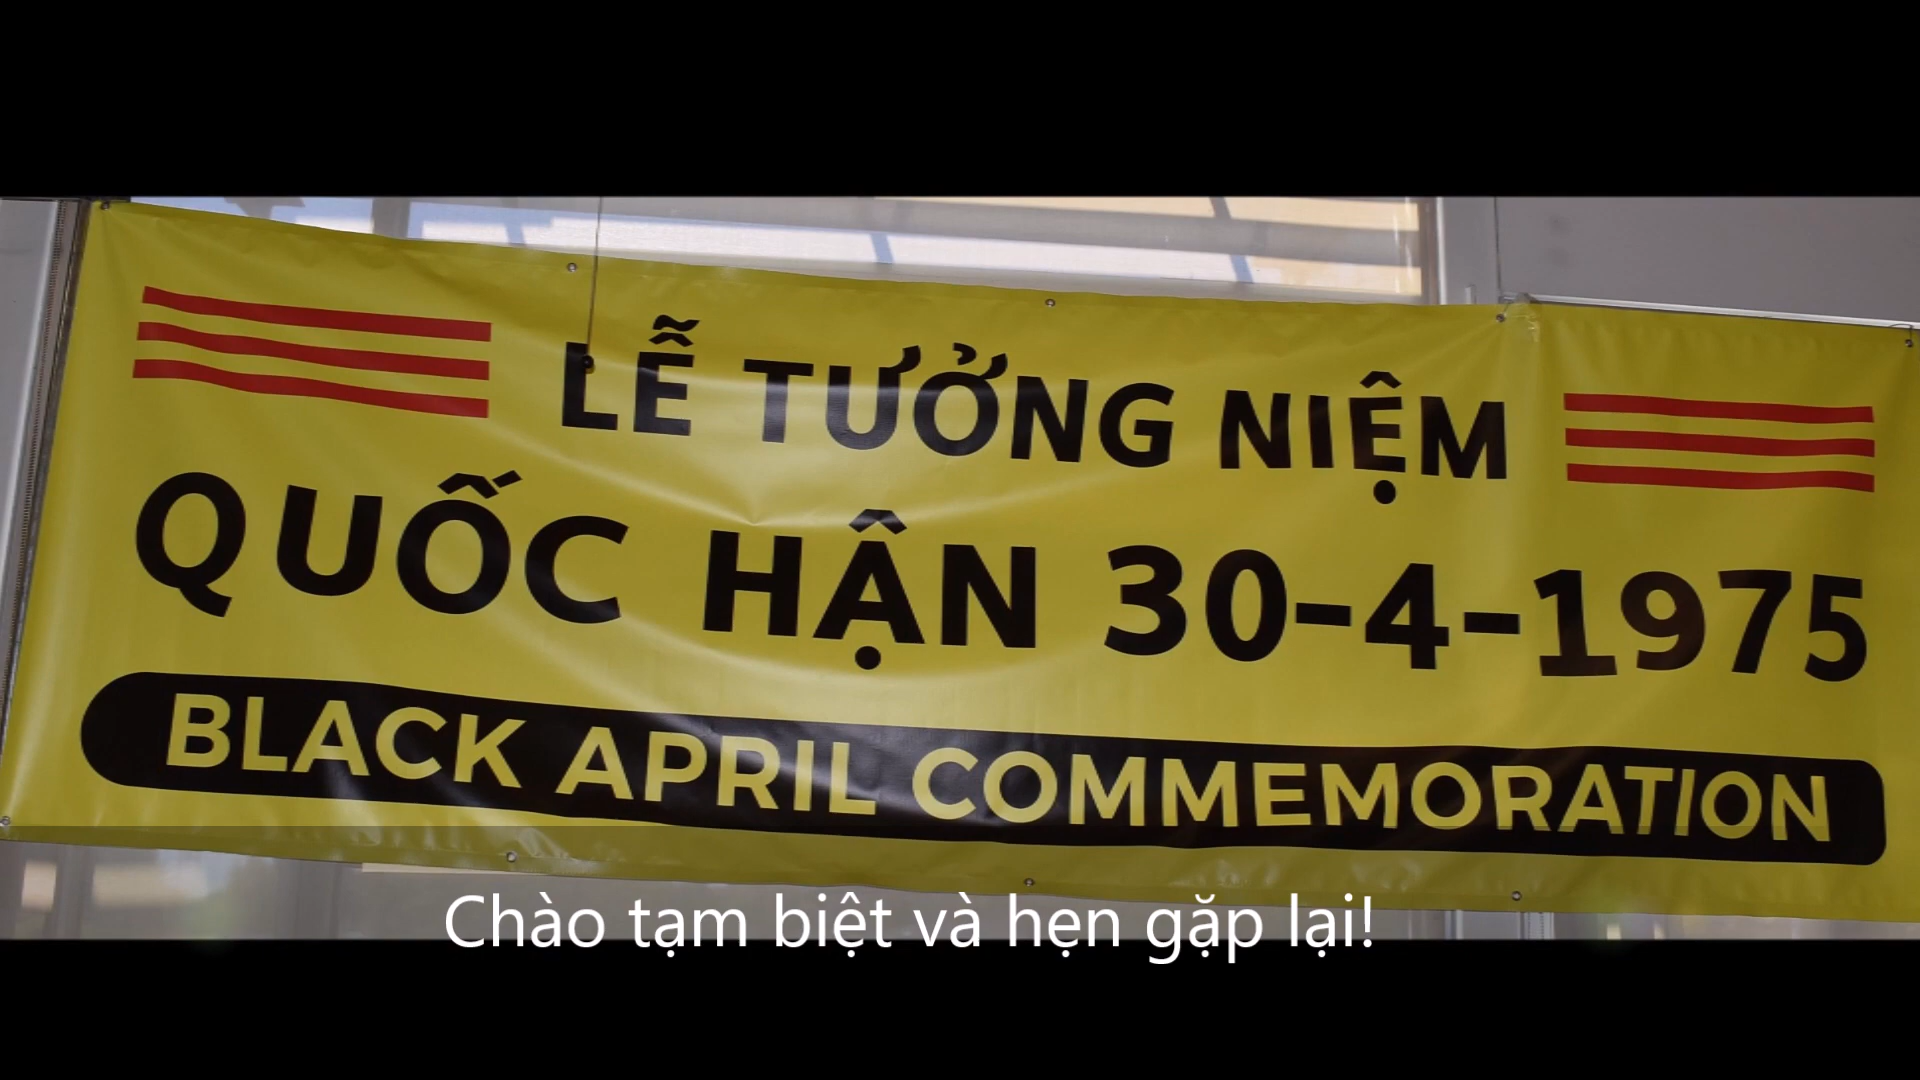 LỄ TƯỞNG NIỆM
QUỐC HẬN 30-4-1975
BLACK APRIL COMMEMORATION
Chào tạm biệt và hẹn gặp lại!